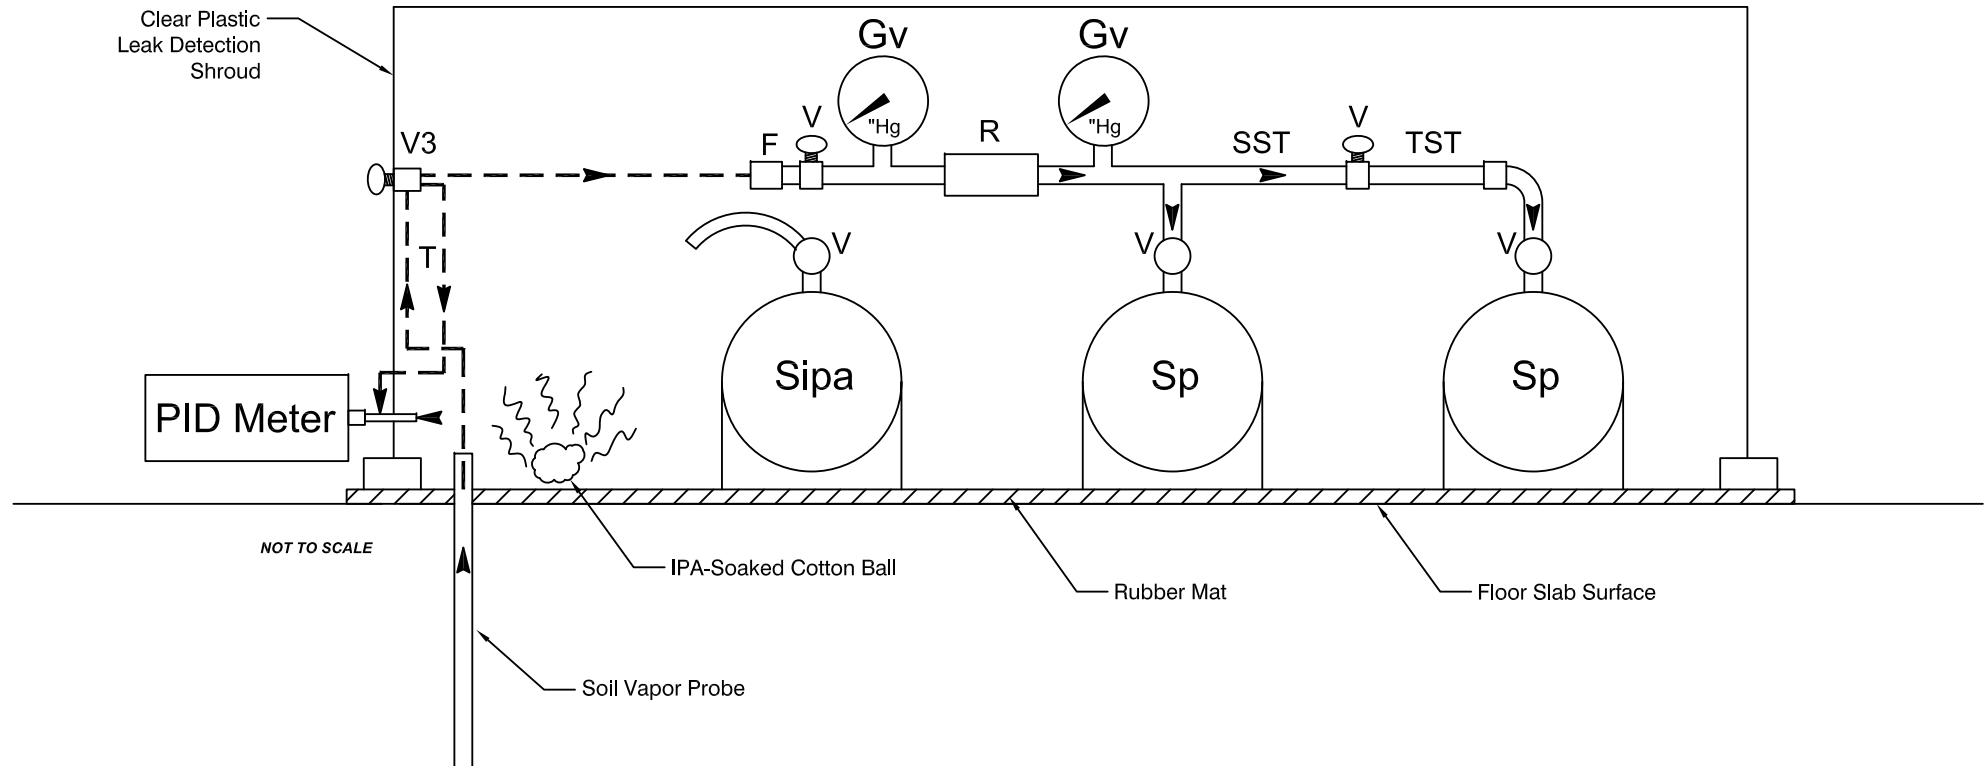 Clear Plastic
Leak Detection
Shroud
Gv
Gv
"Hg
"Hg
V
V
V3
F
R
SST
TST
T
V
V
V
Sipa
Sp
Sp
PID Meter
NOT TO SCALE
IPA-Soaked Cotton Ball
Rubber Mat
Floor Slab Surface
Soil Vapor Probe